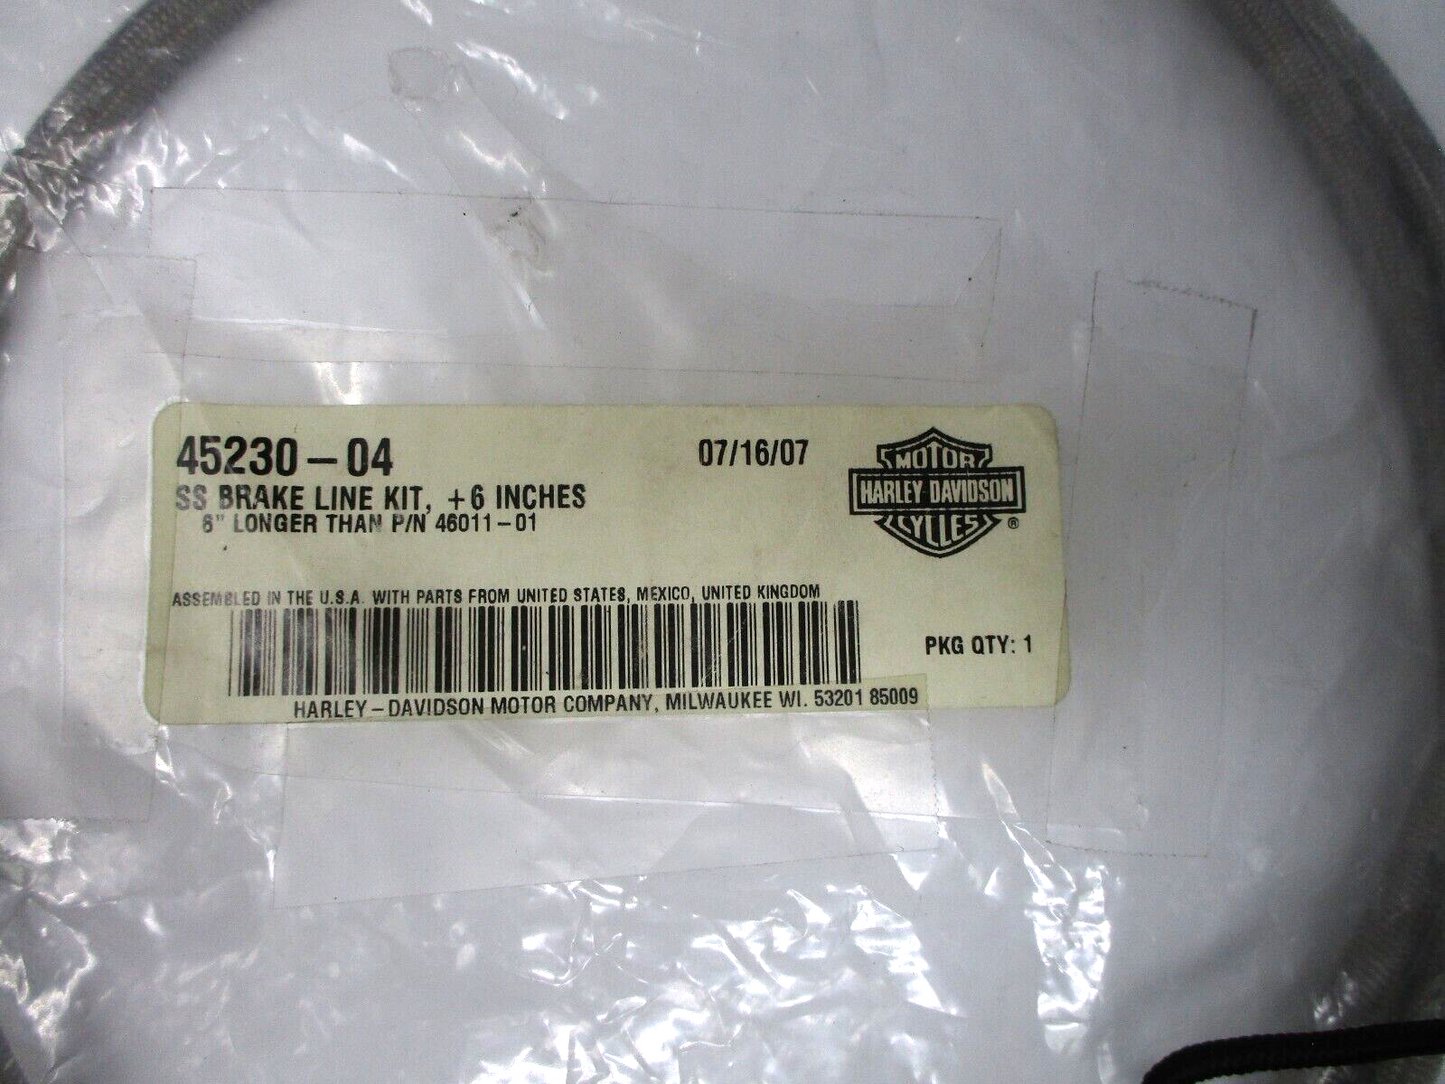 45230-04
07/16/07
SS BRAKE LINE KIT, +6 INCHES
6" LONGER THAN P/N 46011-01
MOTOR
HARLEY-DAVIDSON
CYCLES
®
ASSEMBLED IN THE U.S.A. WITH PARTS FROM UNITED STATES, MEXICO, UNITED KINGDOM
PKG QTY: 1
HARLEY-DAVIDSON MOTOR COMPANY, MILWAUKEE WI. 53201 85009